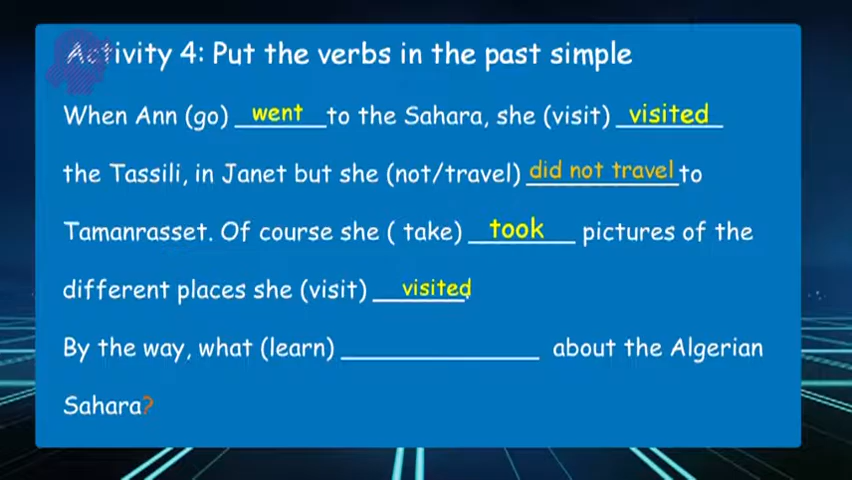 Activity 4: Put the verbs in the past simple
When Ann (go) went to the Sahara, she (visit) visited
the Tassili, in Janet but she (not/travel) did not travel to
Tamanrasset. Of course she ( take) took pictures of the
different places she (visit) visited.
By the way, what (learn) ______________ about the Algerian
Sahara?